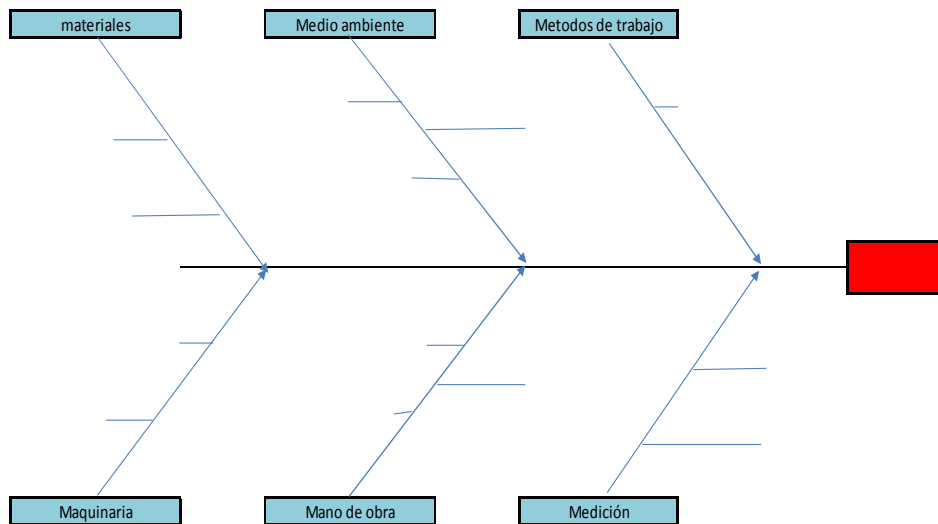 materiales
Medio ambiente
Metodos de trabajo
Maquinaria
Mano de obra
Medición